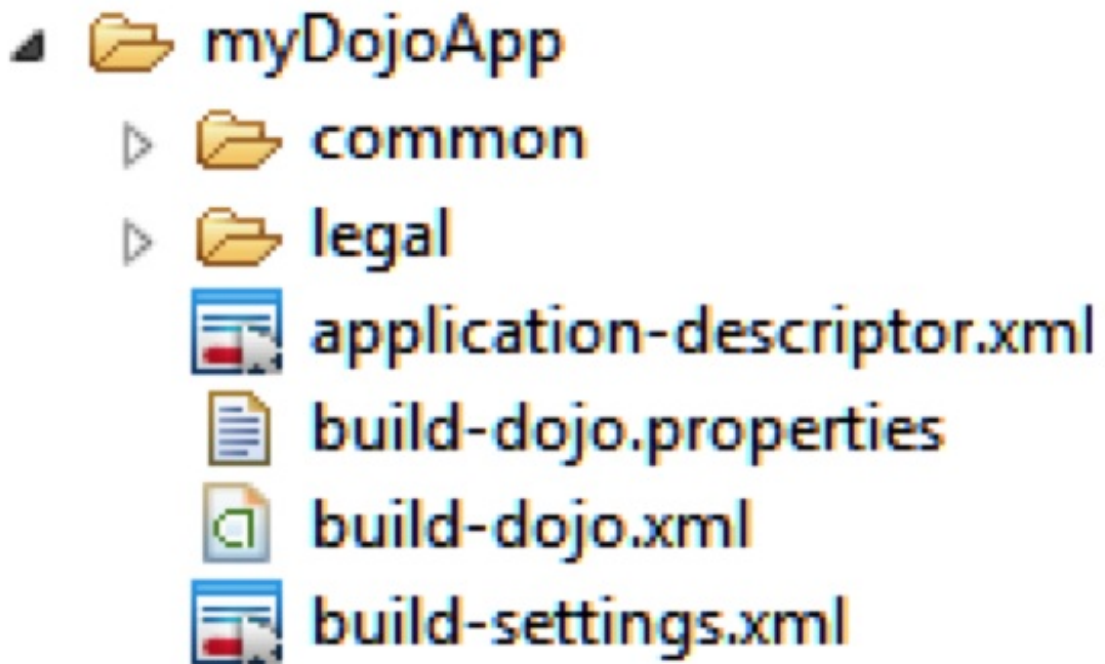 myDojoApp
common
legal
application-descriptor.xml
build-dojo.properties
build-dojo.xml
build-settings.xml